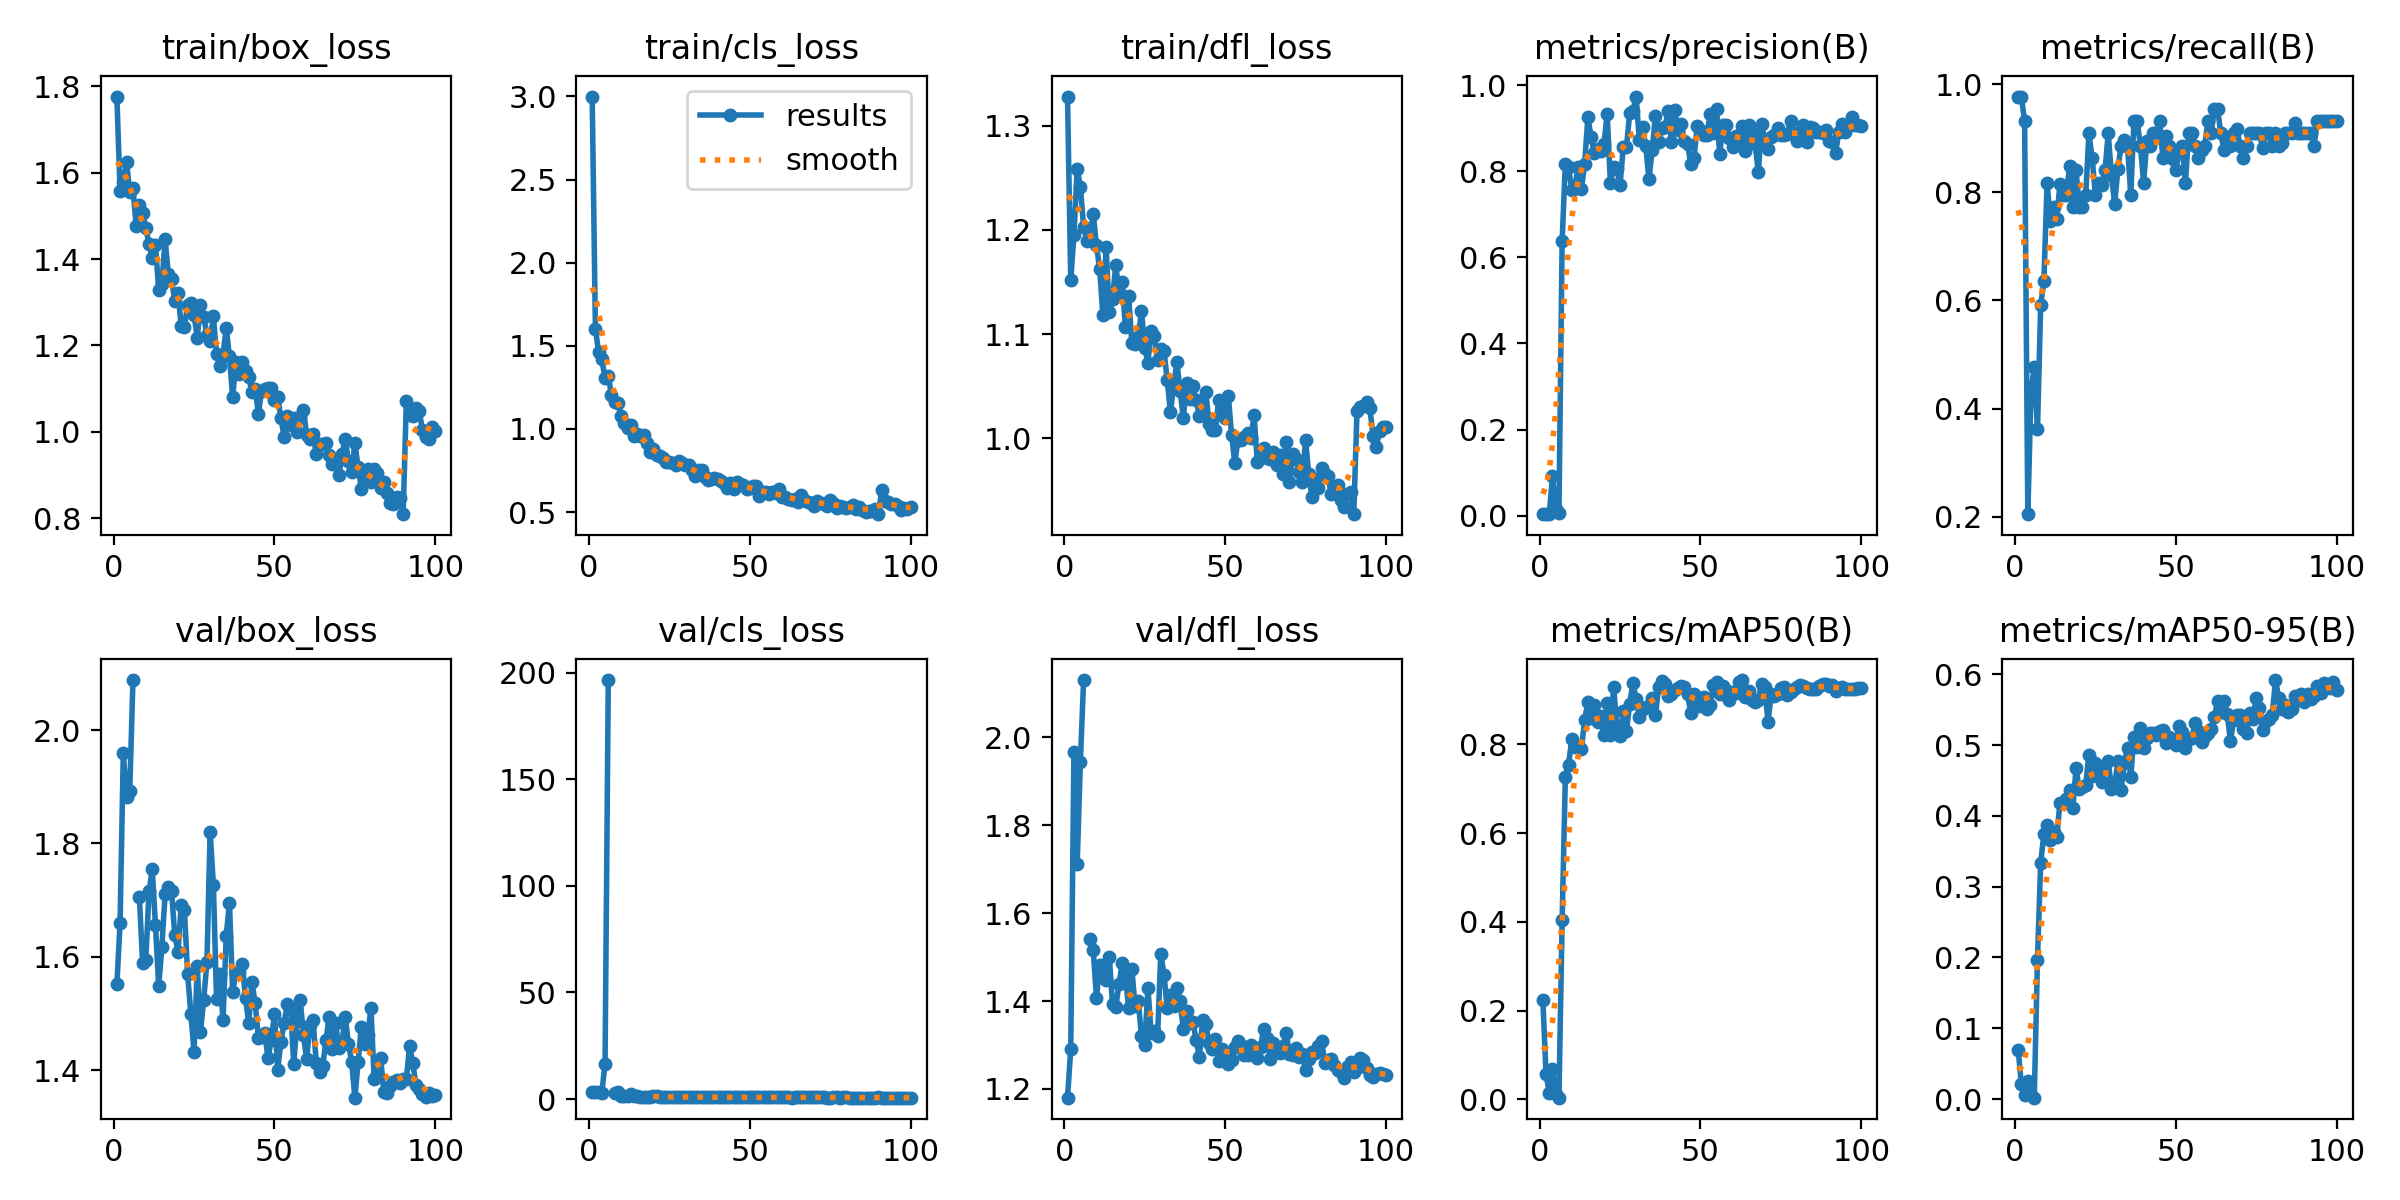 train/box_loss
1.8
1.6
1.4
1.2
1.0
0.8
0 50 100
train/cls_loss
results
smooth
3.0
2.5
2.0
1.5
1.0
0.5
0 50 100
train/dfl_loss
1.3
1.2
1.1
1.0
0 50 100
metrics/precision(B)
1.0
0.8
0.6
0.4
0.2
0.0
0 50 100
metrics/recall(B)
1.0
0.8
0.6
0.4
0.2
0 50 100
val/box_loss
2.0
1.8
1.6
1.4
0 50 100
val/cls_loss
200
150
100
50
0
0 50 100
val/dfl_loss
2.0
1.8
1.6
1.4
1.2
0 50 100
metrics/mAP50(B)
0.8
0.6
0.4
0.2
0.0
0 50 100
metrics/mAP50-95(B)
0.6
0.5
0.4
0.3
0.2
0.1
0.0
0 50 100